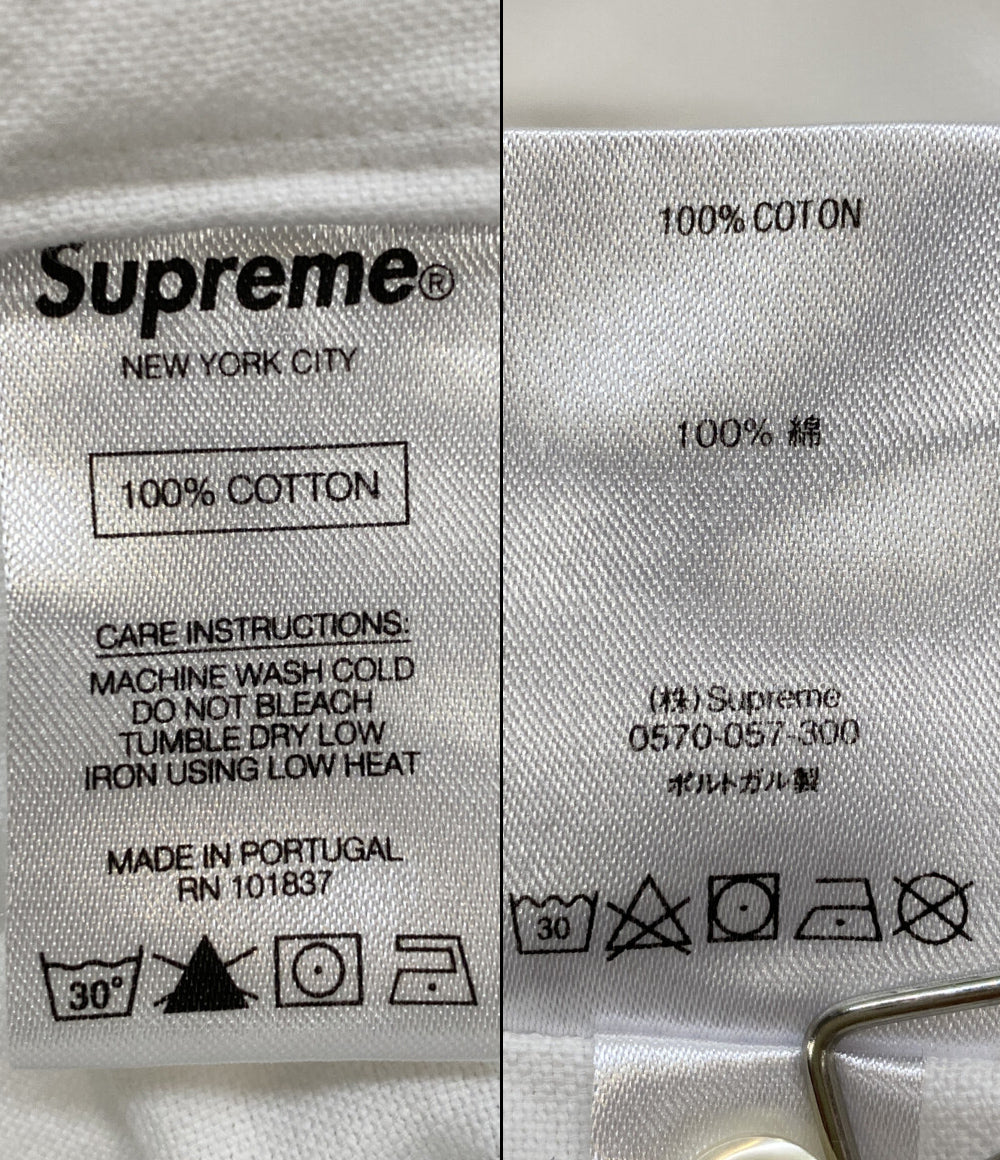 Supreme®
NEW YORK CITY
100% COTTON
CARE INSTRUCTIONS:
MACHINE WASH COLD
DO NOT BLEACH
TUMBLE DRY LOW
IRON USING LOW HEAT
MADE IN PORTUGAL
RN 101837
30°
100% COTON
100% 綿
(株) Supreme
0570-057-300
ポルトガル製
30